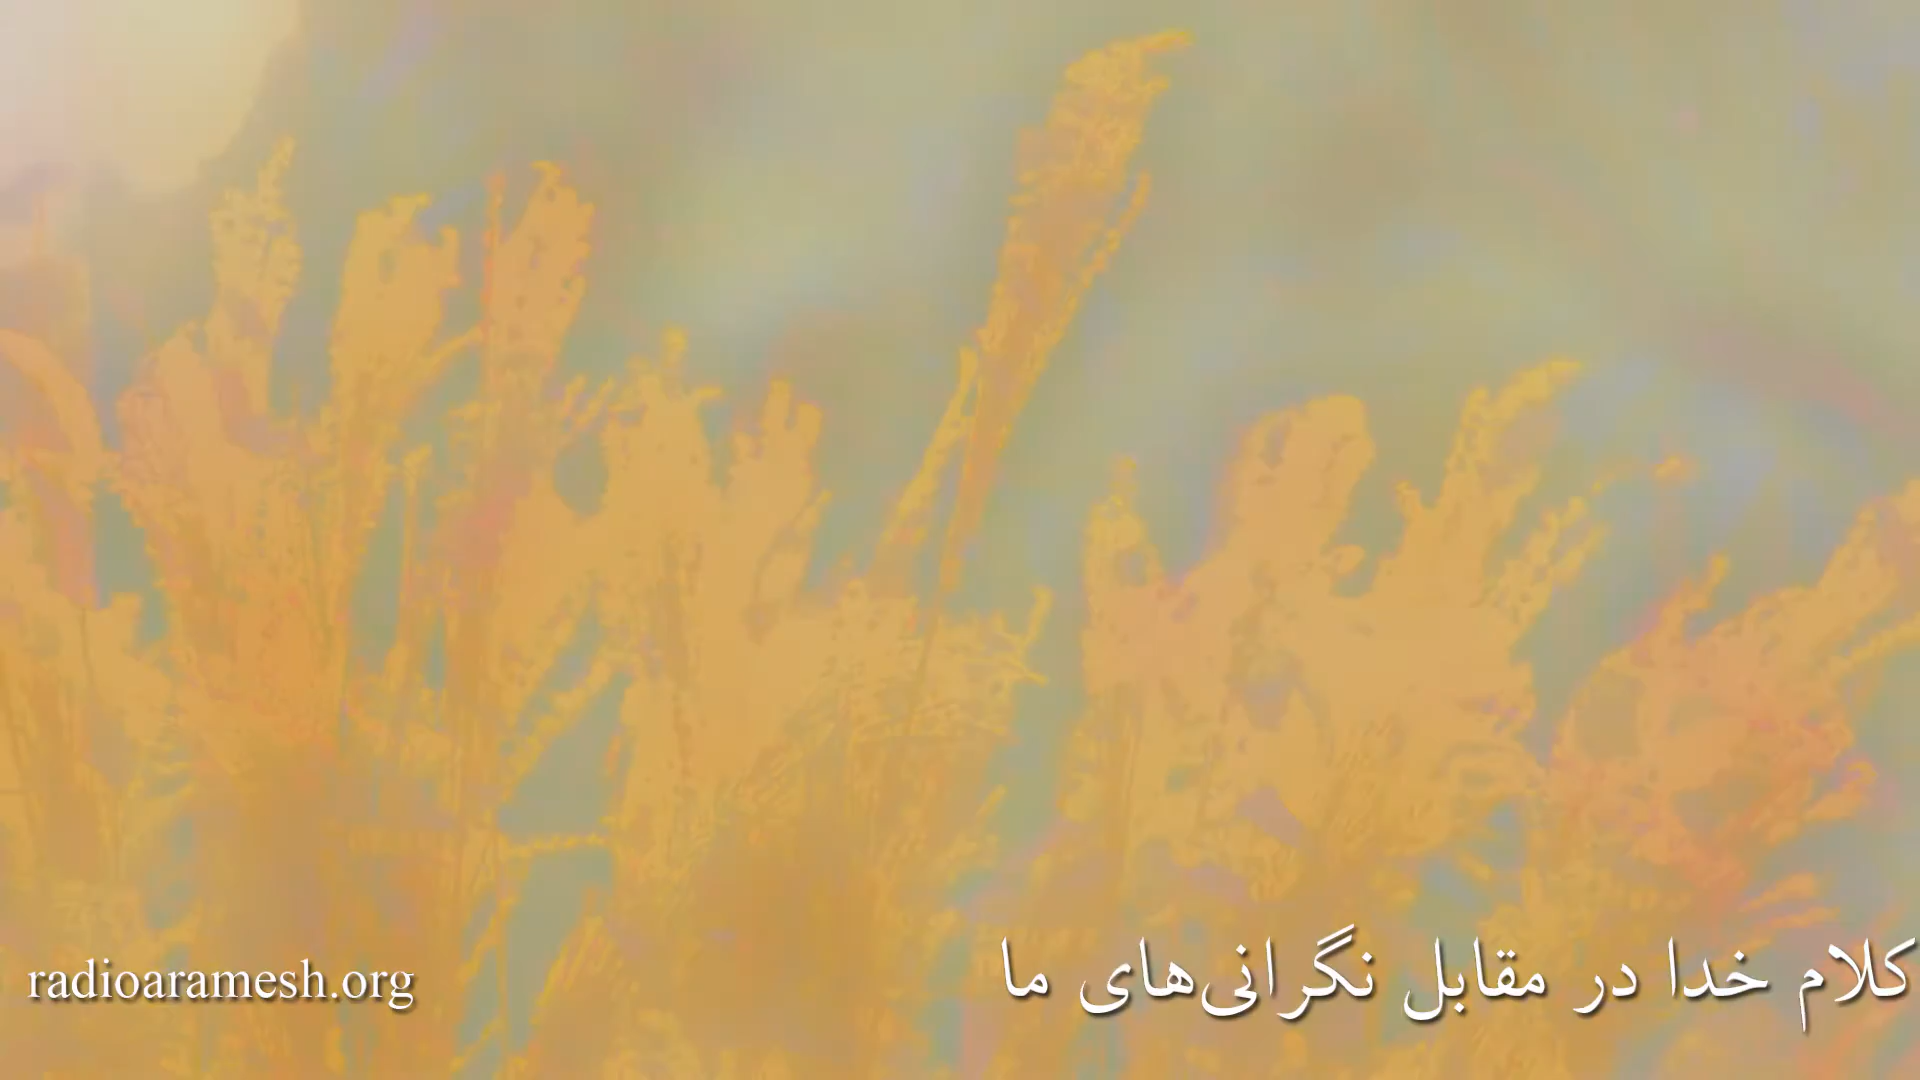 کلام خدا در مقابل نگرانی‌های ما
radioaramesh.org